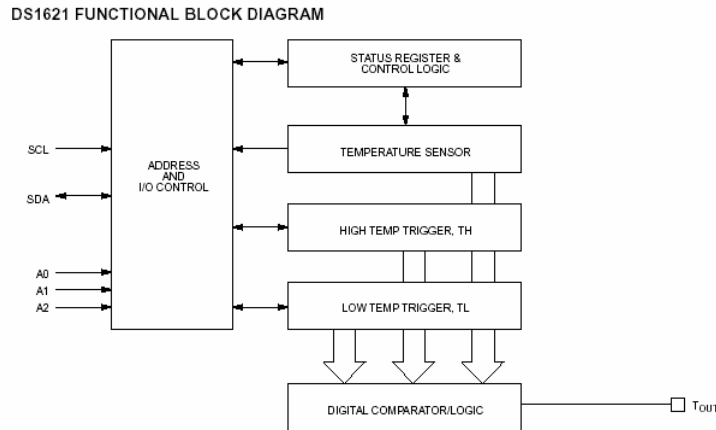 DS1621 FUNCTIONAL BLOCK DIAGRAM
STATUS REGISTER &
CONTROL LOGIC
SCL
SDA
A0
A1
A2
ADDRESS
AND
I/O CONTROL
TEMPERATURE SENSOR
HIGH TEMP TRIGGER, TH
LOW TEMP TRIGGER, TL
DIGITAL COMPARATOR/LOGIC
TOUT